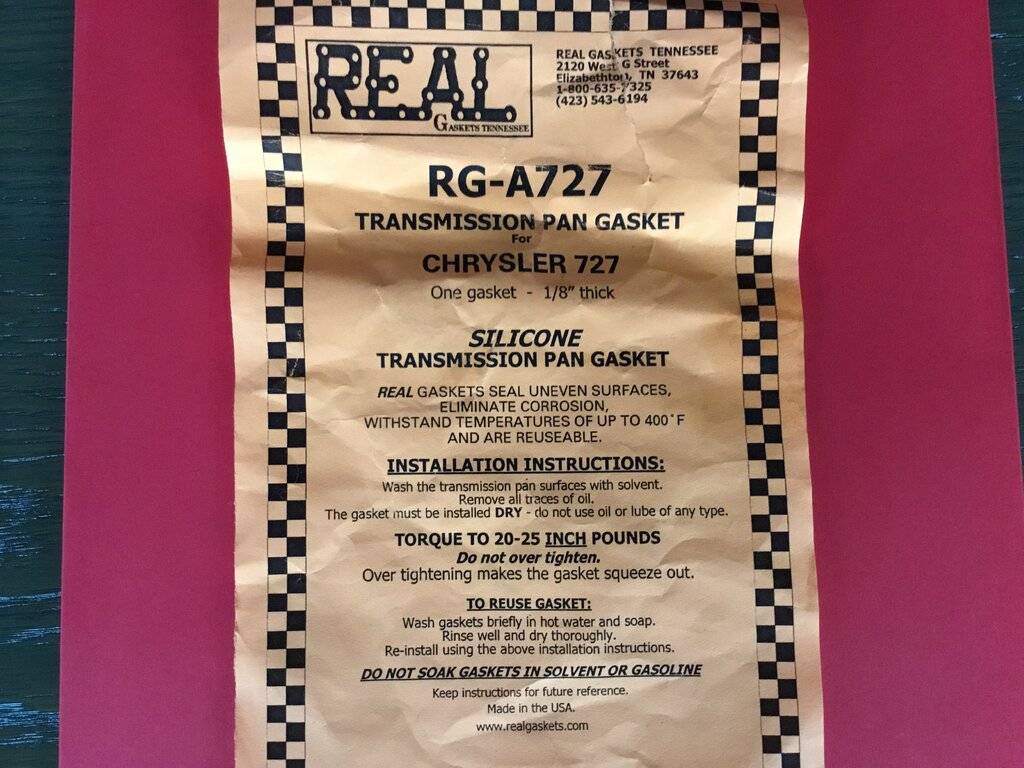 REAL
GASKETS TENNESSEE
REAL GASKETS TENNESSEE
2120 West G Street
Elizabethton, TN 37643
1-800-635-7325
(423) 543-6194
RG-A727
TRANSMISSION PAN GASKET
For
CHRYSLER 727
One gasket - 1/8" thick
SILICONE
TRANSMISSION PAN GASKET
REAL GASKETS SEAL UNEVEN SURFACES,
ELIMINATE CORROSION,
WITHSTAND TEMPERATURES OF UP TO 400°F
AND ARE REUSEABLE.
INSTALLATION INSTRUCTIONS:
Wash the transmission pan surfaces with solvent.
Remove all traces of oil.
The gasket must be installed DRY - do not use oil or lube of any type.
TORQUE TO 20-25 INCH POUNDS
Do not over tighten.
Over tightening makes the gasket squeeze out.
TO REUSE GASKET:
Wash gaskets briefly in hot water and soap.
Rinse well and dry thoroughly.
Re-install using the above installation instructions.
DO NOT SOAK GASKETS IN SOLVENT OR GASOLINE
Keep instructions for future reference.
Made in the USA.
www.realgaskets.com